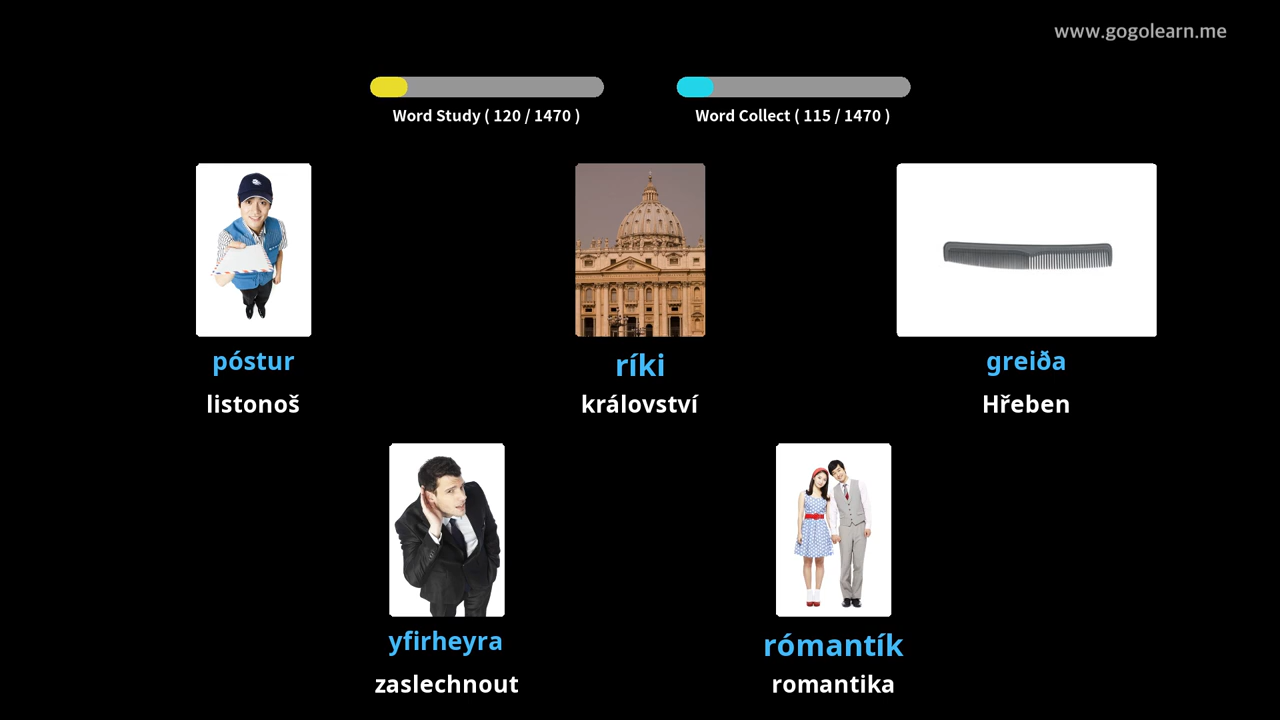 www.gogolearn.me
Word Study ( 120 / 1470 )
Word Collect ( 115 / 1470 )
póstur
ríki
greiða
listonoš
království
Hřeben
yfirheyra
rómantík
zaslechnout
romantika